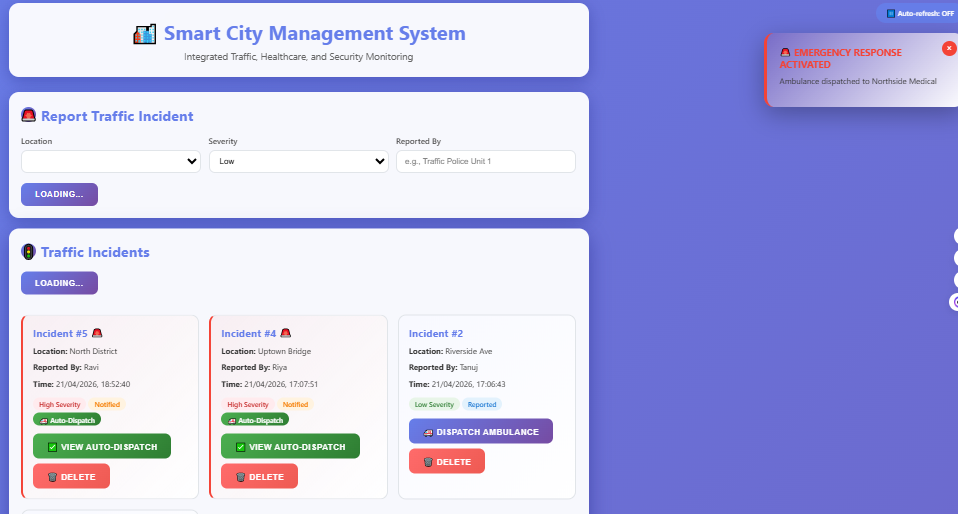 Smart City Management System
Integrated Traffic, Healthcare, and Security Monitoring
Auto-refresh: OFF
EMERGENCY RESPONSE
ACTIVATED
Ambulance dispatched to Northside Medical
Report Traffic Incident
Location
Severity
Reported By
Low
e.g., Traffic Police Unit 1
LOADING...
Traffic Incidents
LOADING...
Incident #5
Location: North District
Reported By: Ravi
Time: 21/04/2026, 18:52:40
High Severity
Notified
Auto-Dispatch
VIEW AUTO-DISPATCH
DELETE
Incident #4
Location: Uptown Bridge
Reported By: Riya
Time: 21/04/2026, 17:07:51
High Severity
Notified
Auto-Dispatch
VIEW AUTO-DISPATCH
DELETE
Incident #2
Location: Riverside Ave
Reported By: Tanuj
Time: 21/04/2026, 17:06:43
Low Severity
Reported
DISPATCH AMBULANCE
DELETE